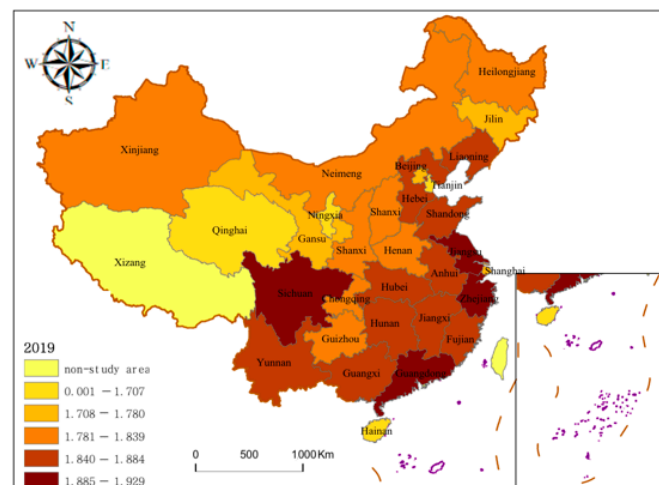 N
W E
S
Heilongjiang
Jilin
Xinjiang
Liaoning
Neimeng
Beijing
Tianjin
Hebei
Ningxia
Shanxi
Shandong
Qinghai
Gansu
Shanxi
Henan
Jiangsu
Xizang
Anhui
Shanghai
Sichuan
Hubei
Chongqing
Zhejiang
Hunan
Jiangxi
Guizhou
Fujian
Yunnan
Guangxi
Guangdong
Hainan
2019
non-study area
0.001 — 1.707
1.708 — 1.780
1.781 — 1.839
1.840 — 1.884
1.885 — 1.929
0 500 1000Km